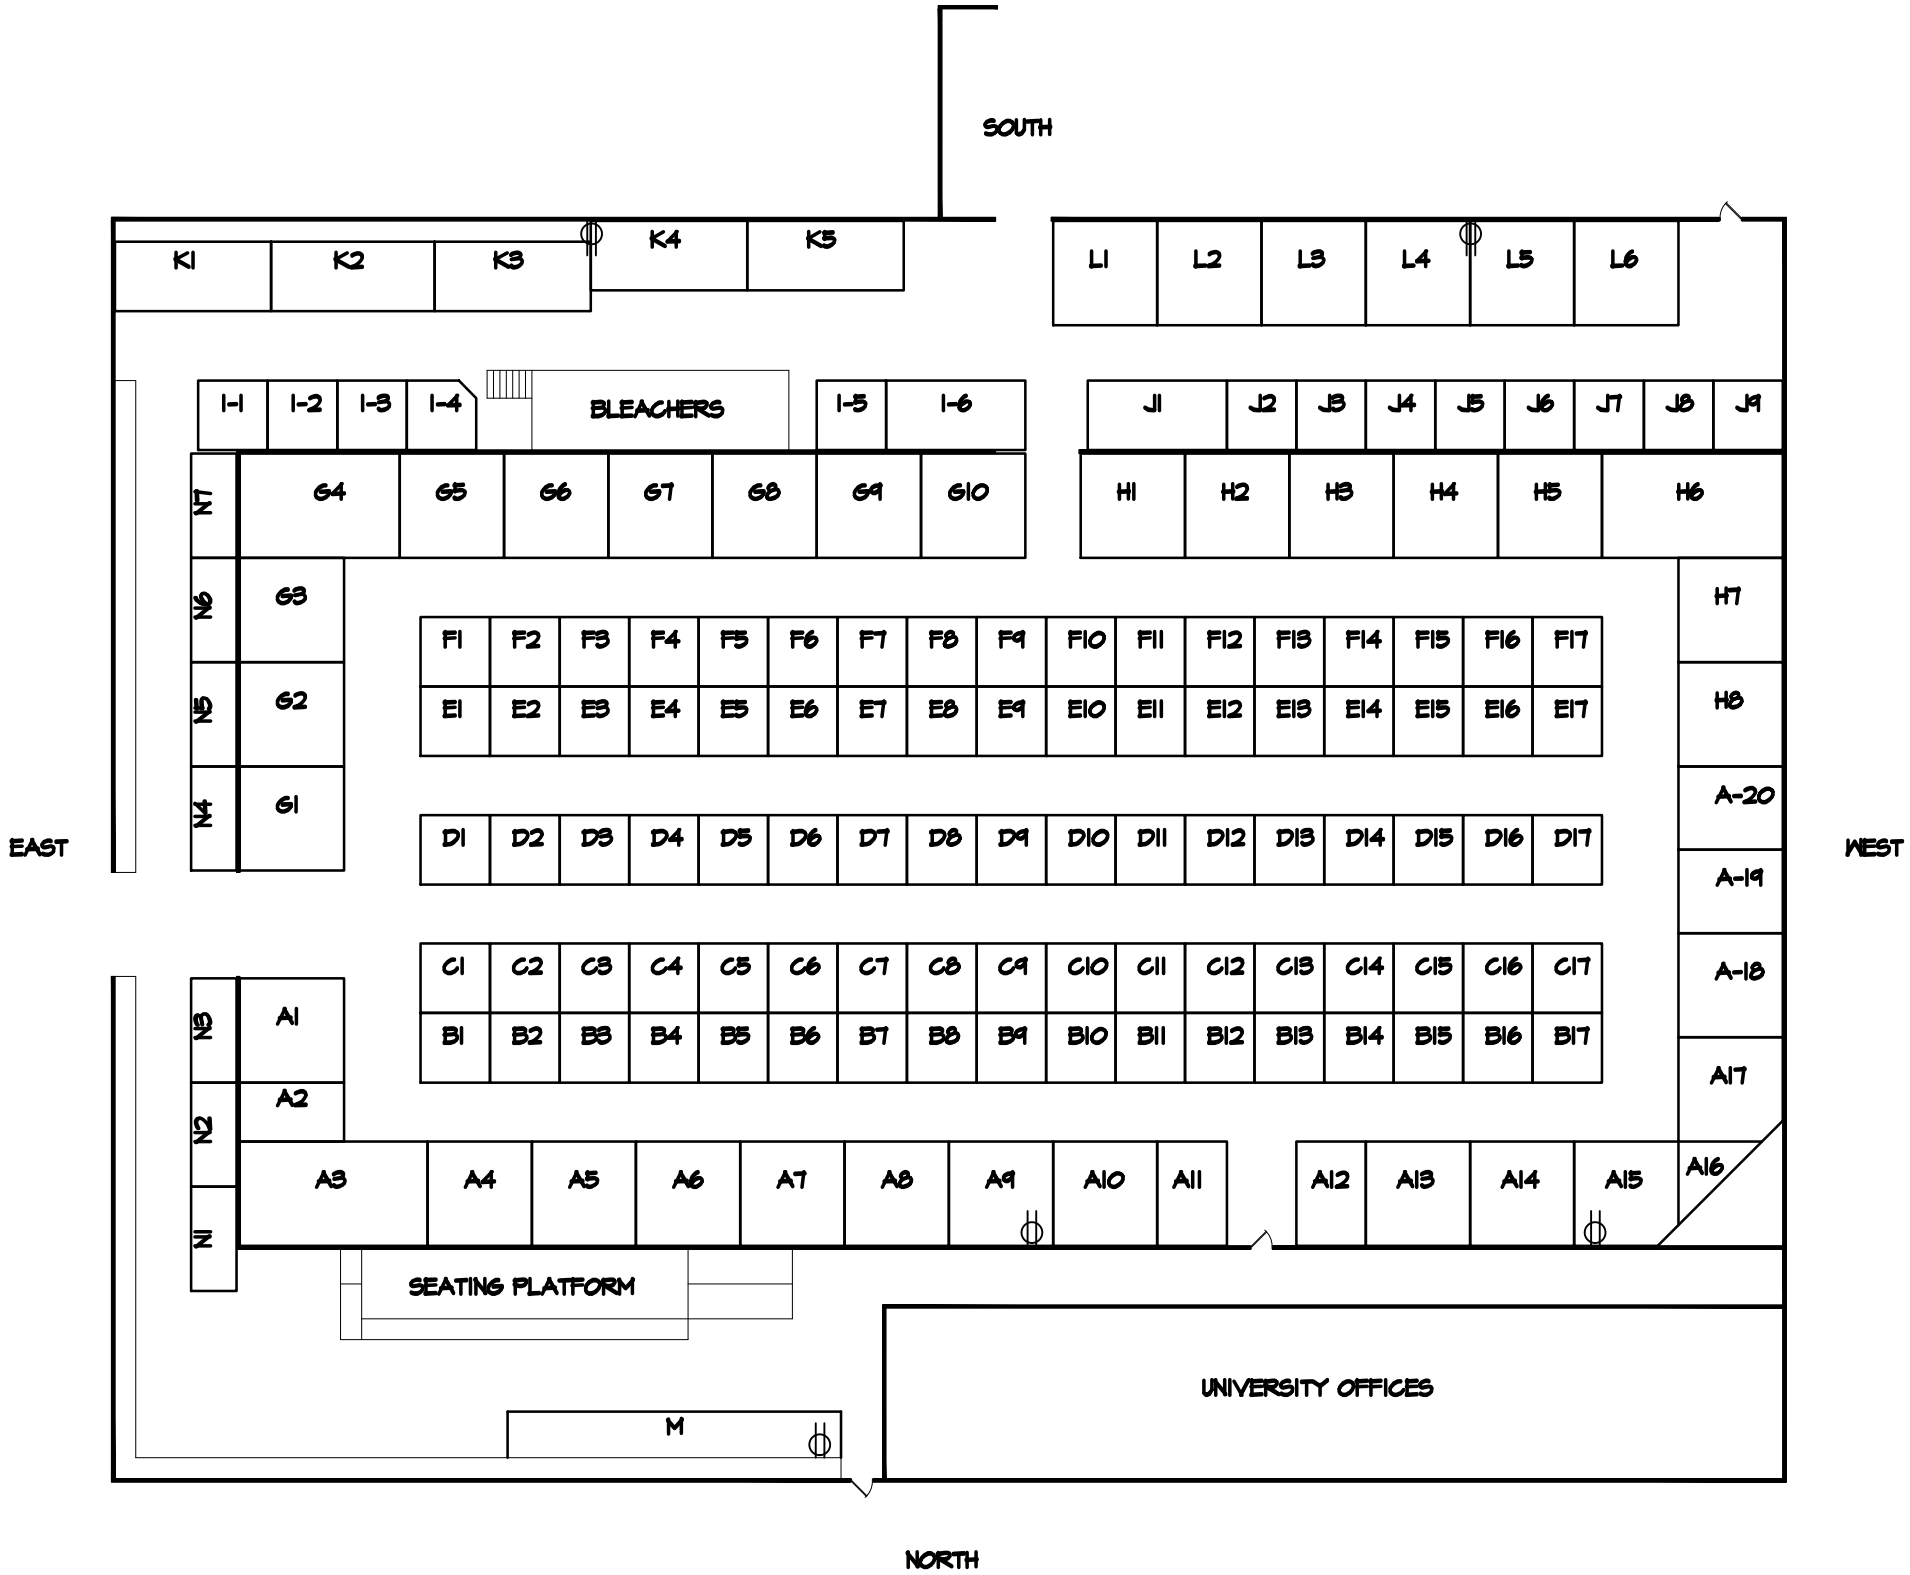 SOUTH
K1 K2 K3 K4 K5 L1 L2 L3 L4 L5 L6
I-1 I-2 I-3 I-4 BLEACHERS I-5 I-6 J1 J2 J3 J4 J5 J6 J7 J8 J9
N7 G4 G5 G6 G7 G8 G9 G10 H1 H2 H3 H4 H5 H6
N6 G3 H7
F1 F2 F3 F4 F5 F6 F7 F8 F9 F10 F11 F12 F13 F14 F15 F16 F17
N5 G2 H8
E1 E2 E3 E4 E5 E6 E7 E8 E9 E10 E11 E12 E13 E14 E15 E16 E17
N4 G1 A-20
D1 D2 D3 D4 D5 D6 D7 D8 D9 D10 D11 D12 D13 D14 D15 D16 D17
EAST WEST
A-19
C1 C2 C3 C4 C5 C6 C7 C8 C9 C10 C11 C12 C13 C14 C15 C16 C17
A-18
N3 A1
B1 B2 B3 B4 B5 B6 B7 B8 B9 B10 B11 B12 B13 B14 B15 B16 B17
A17
N2 A2
A3 A4 A5 A6 A7 A8 A9 A10 A11 A12 A13 A14 A15 A16
N1
SEATING PLATFORM
UNIVERSITY OFFICES
M
NORTH